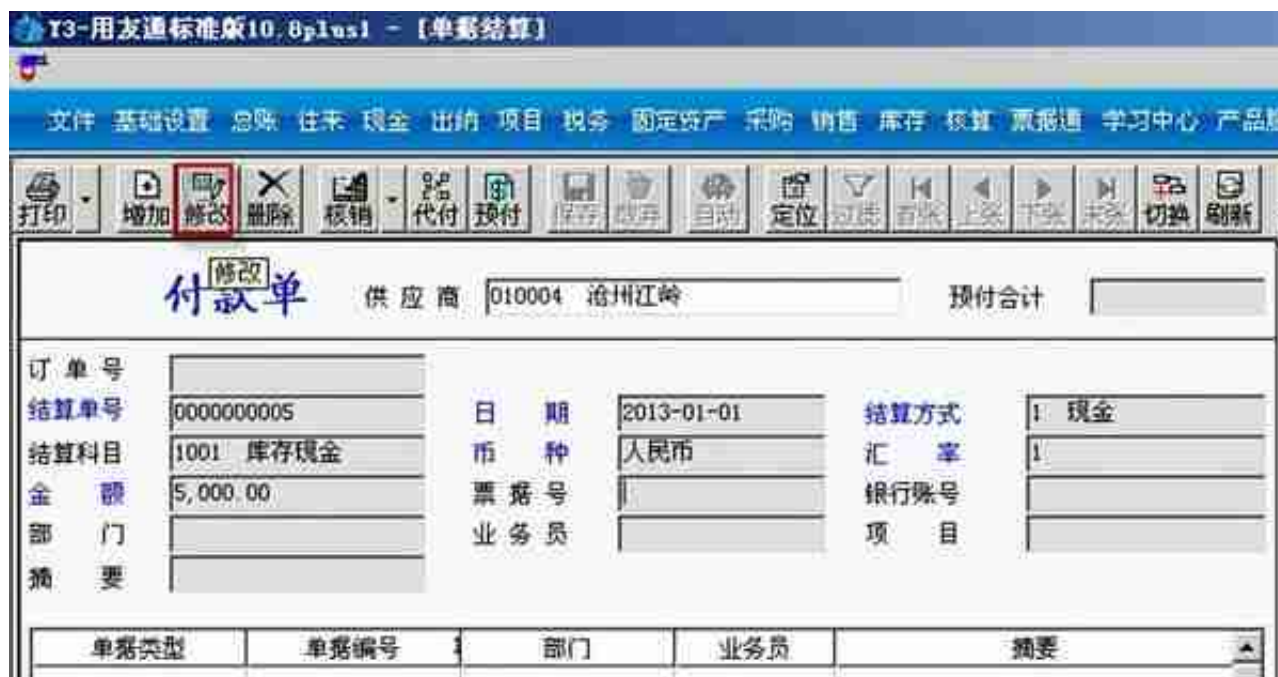 T3-用友通标准版10.8plus1 - [单据结算]
文件 基础设置 总账 往来 现金 出纳 项目 税务 固定资产 采购 销售 库存 核算 票据通 学习中心 产品服
打印 增加 修改 删除 核销 代付 预付 保存 放弃 自动 定位 过滤 首张 上张 下张 末张 切换 刷新
修改
付款单 供应商 010004 沧州江岭 预付合计
订单号
结算单号 0000000005 日期 2013-01-01 结算方式 1 现金
结算科目 1001 库存现金 币种 人民币 汇率 1
金额 5,000.00 票据号 银行账号
部门 业务员 项目
摘要
单据类型 单据编号 部门 业务员 摘要